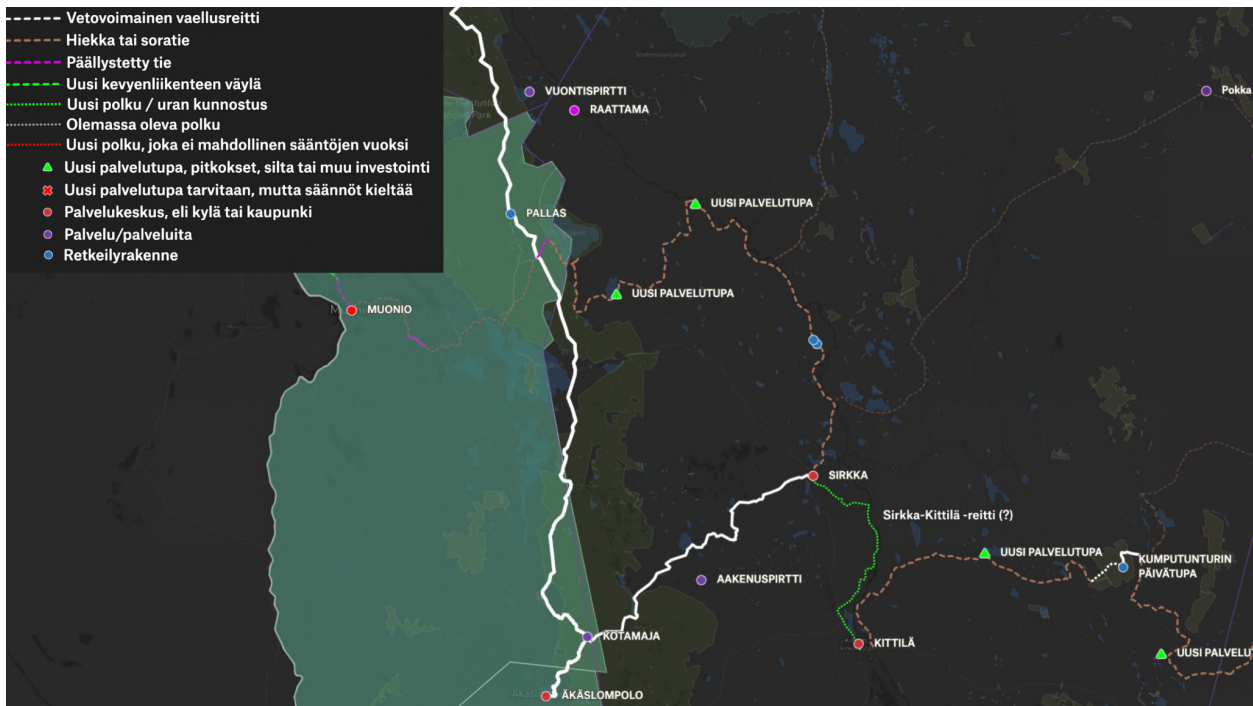 Vetovoimainen vaellusreitti
Hiekka tai soratie
Päällystetty tie
Uusi kevyenliikenteen väylä
Uusi polku / uran kunnostus
Olemassa oleva polku
Uusi polku, joka ei mahdollinen sääntöjen vuoksi
Uusi palvelutupa, pitkokset, silta tai muu investointi
Uusi palvelutupa tarvitaan, mutta säännöt kieltää
Palvelukeskus, eli kylä tai kaupunki
Palvelu/palveluita
Retkeilyrakenne
VUONTISPIRTTI
RAATTAMA
Pokka
UUSI PALVELUTUPA
PALLAS
UUSI PALVELUTUPA
MUONIO
SIRKKA
Sirkka-Kittilä -reitti (?)
UUSI PALVELUTUPA
KUMPUTUNTURIN
PÄIVÄTUPA
AAKENUSPIRTTI
KOTAMAJA
KITTILÄ
UUSI PALVELUT
ÄKÄSLOMPOLO